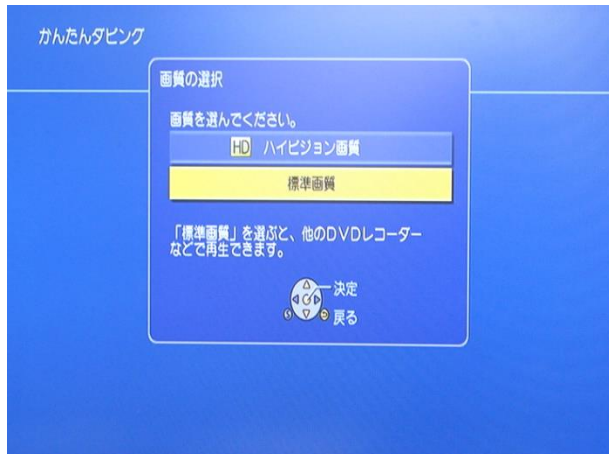 かんたんダビング
画質の選択
画質を選んでください。
HD ハイビジョン画質
標準画質
「標準画質」を選ぶと、他のDVDレコーダー
などで再生できます。
決定
S 戻る